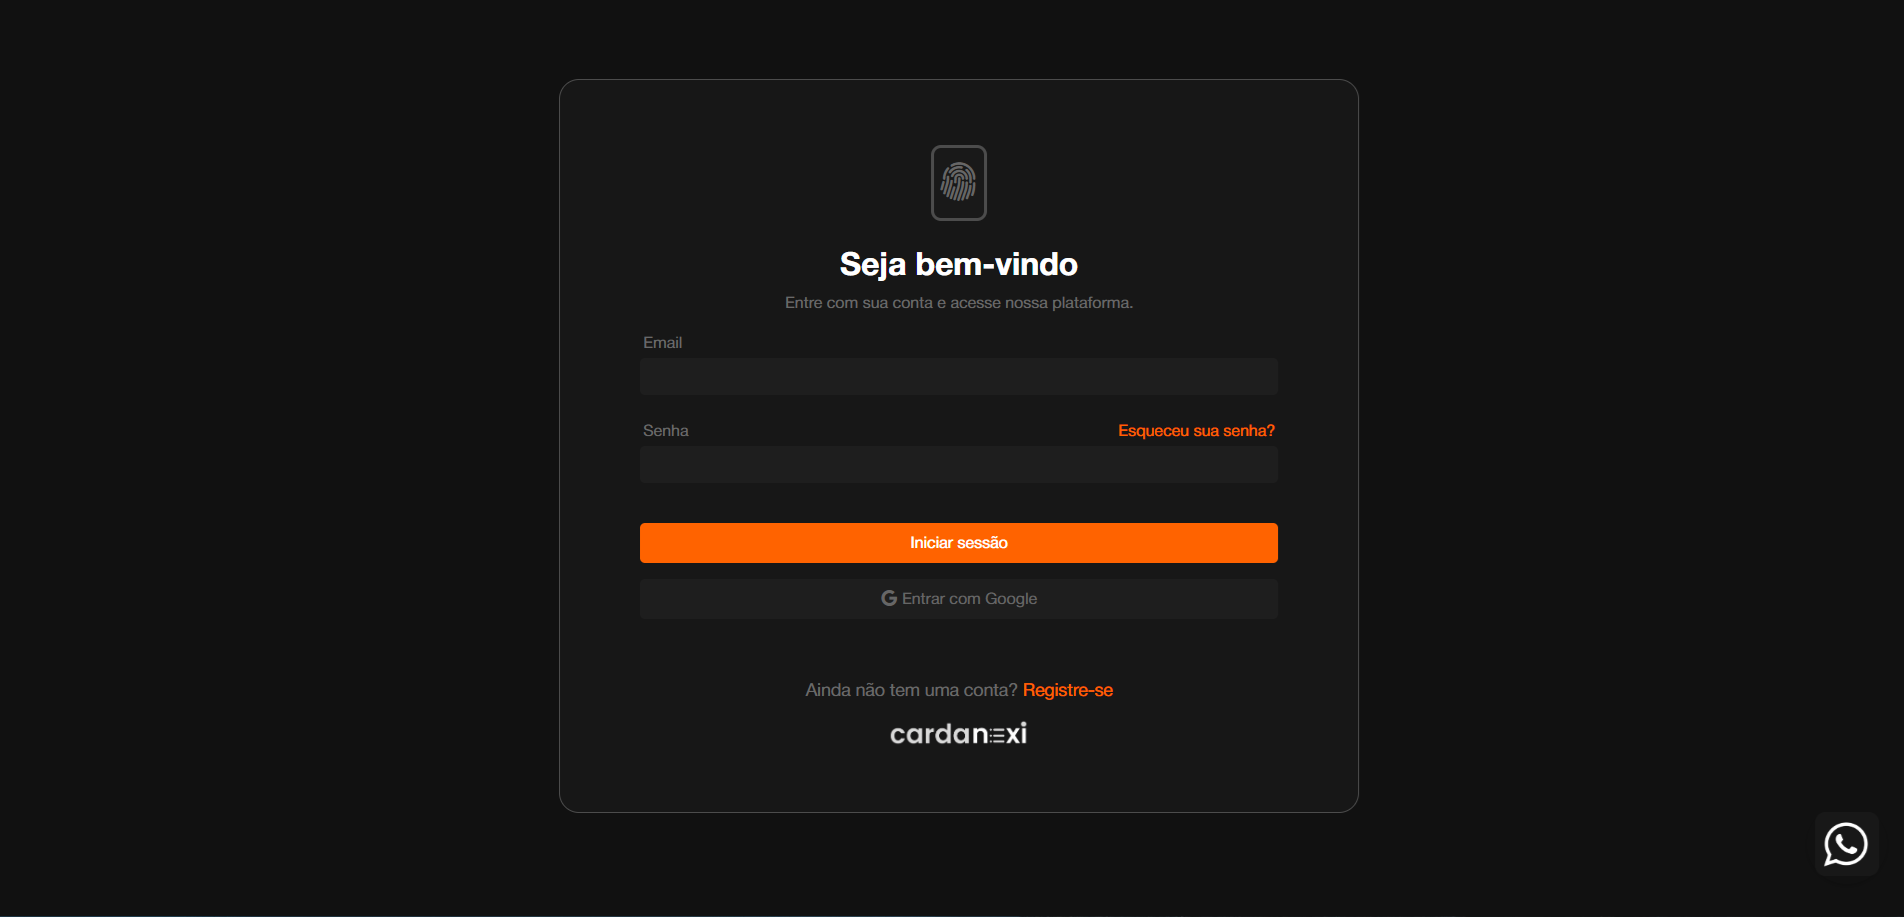 Seja bem-vindo
Entre com sua conta e acesse nossa plataforma.
Email
Senha
Esqueceu sua senha?
Iniciar sessão
G Entrar com Google
Ainda não tem uma conta? Registre-se
cardanexi